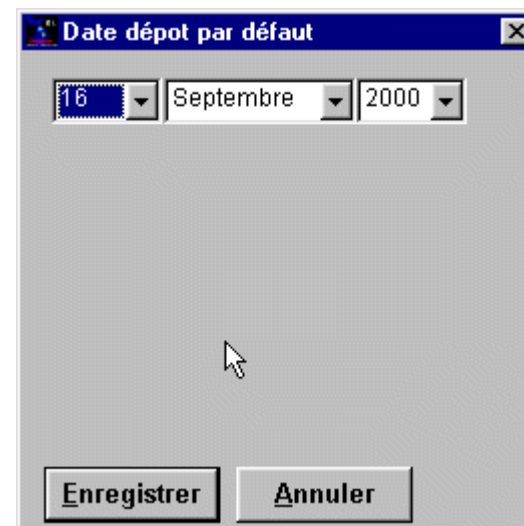 Date dépot par défaut
16 Septembre 2000
Enregistrer Annuler